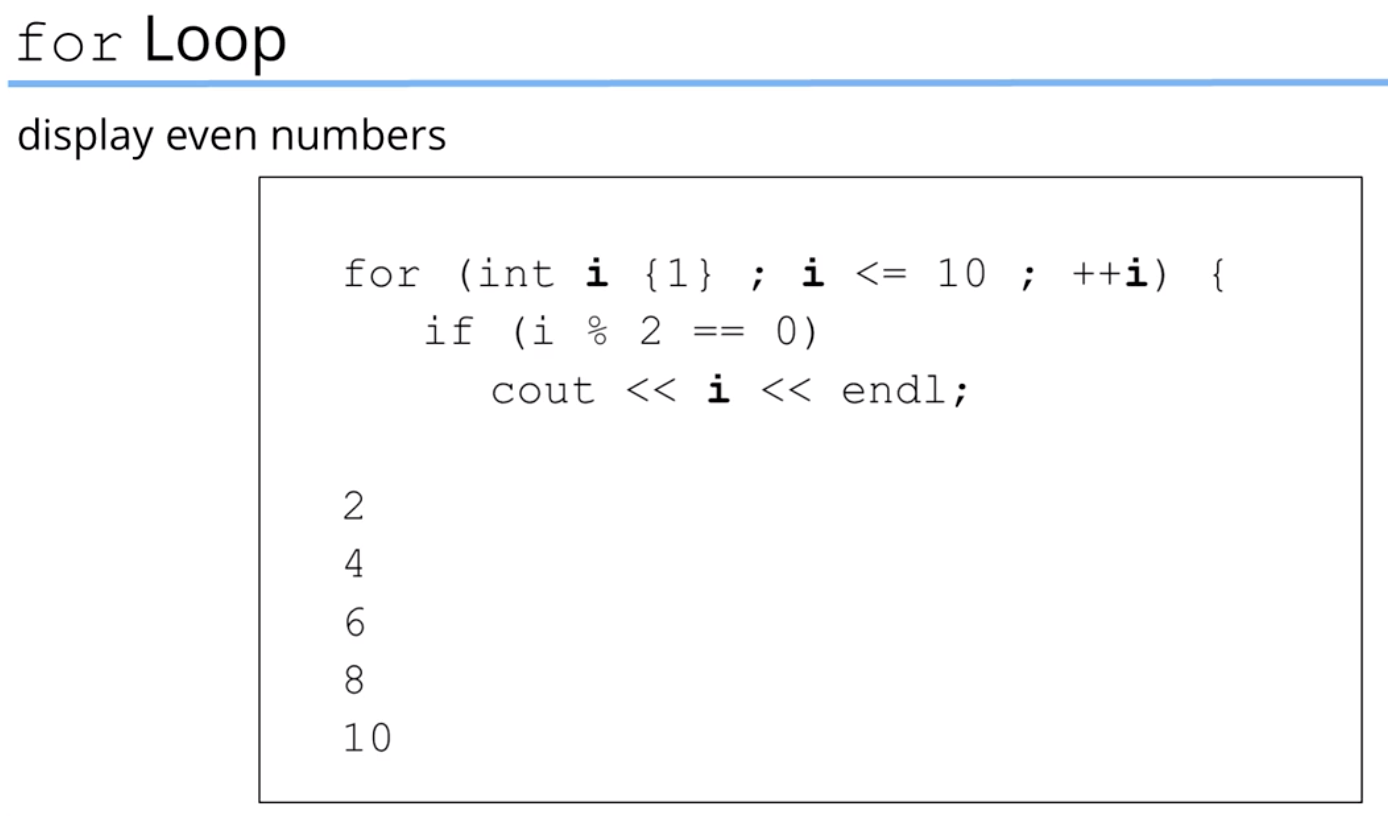 for Loop
display even numbers
for (int i {1} ; i <= 10 ; ++i) {
if (i % 2 == 0)
cout << i << endl;
2
4
6
8
10